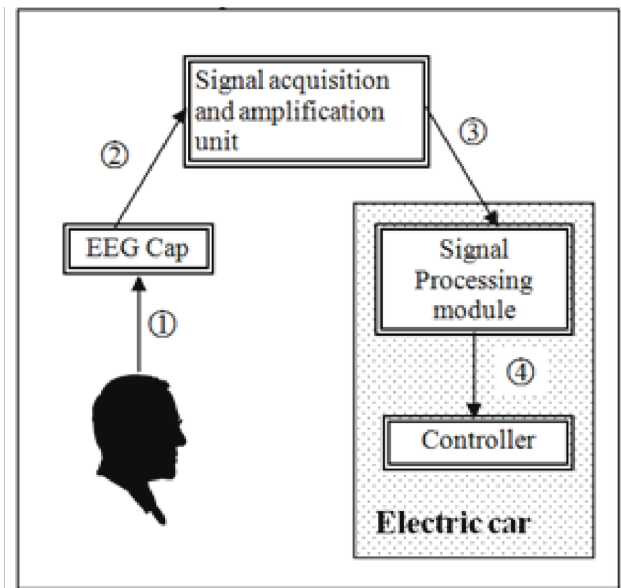 Signal acquisition
and amplification
unit
②
③
EEG Cap
Signal
Processing
module
①
④
Controller
Electric car